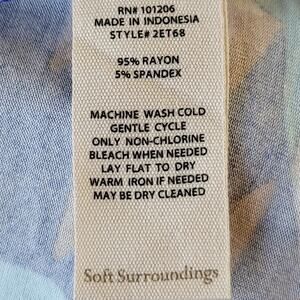 RN# 101206
MADE IN INDONESIA
STYLE# 2ET68
95% RAYON
5% SPANDEX
MACHINE WASH COLD
GENTLE CYCLE
ONLY NON-CHLORINE
BLEACH WHEN NEEDED
LAY FLAT TO DRY
WARM IRON IF NEEDED
MAY BE DRY CLEANED
Soft Surroundings